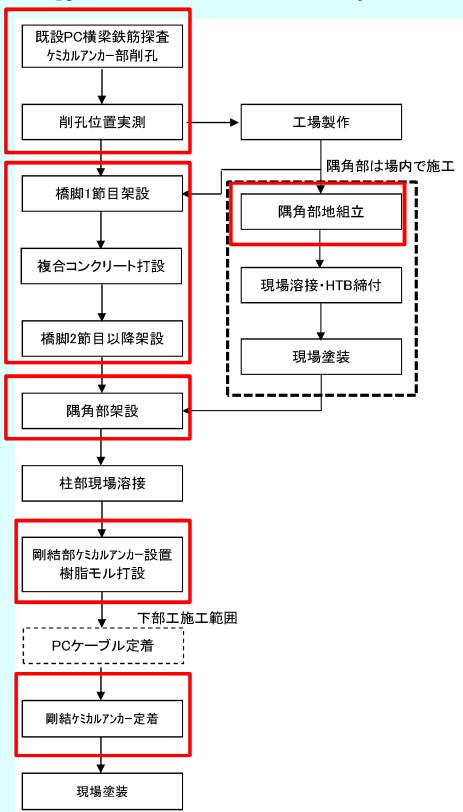 既設PC横梁鉄筋探査
ケミカルアンカー部削孔
削孔位置実測
工場製作
隅角部は場内で施工
橋脚1節目架設
隅角部地組立
複合コンクリート打設
現場溶接・HTB締付
橋脚2節目以降架設
現場塗装
隅角部架設
柱部現場溶接
剛結部ケミカルアンカー設置
樹脂モル打設
下部工施工範囲
PCケーブル定着
剛結ケミカルアンカー定着
現場塗装